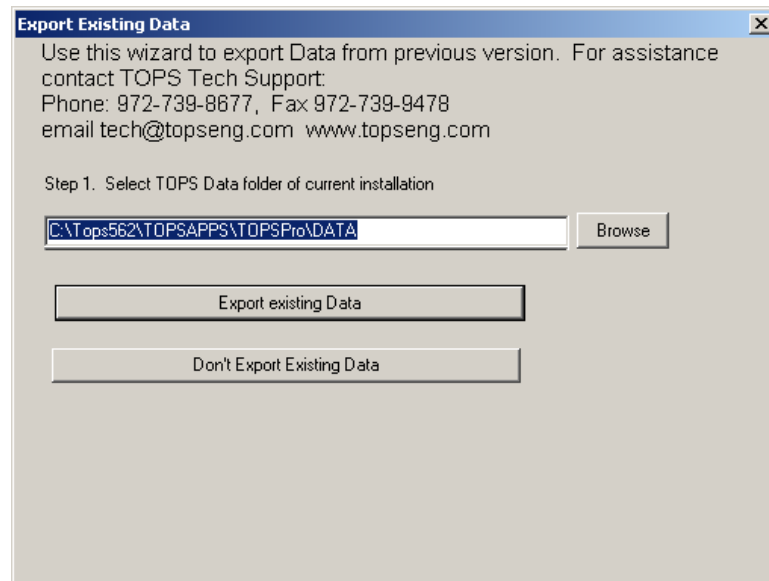 Export Existing Data
Use this wizard to export Data from previous version.  For assistance
contact TOPS Tech Support:
Phone: 972-739-8677,  Fax 972-739-9478
email tech@topseng.com  www.topseng.com
Step 1.  Select TOPS Data folder of current installation
C:\Tops562\TOPSAPPS\TOPSPro\DATA
Browse
Export existing Data
Don't Export Existing Data